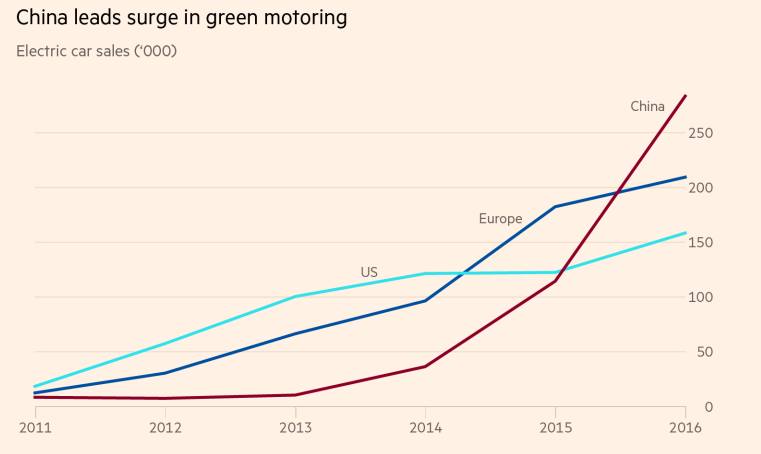 China leads surge in green motoring
Electric car sales (‘000)
China
250
200
Europe
150
US
100
50
0
2011 2012 2013 2014 2015 2016